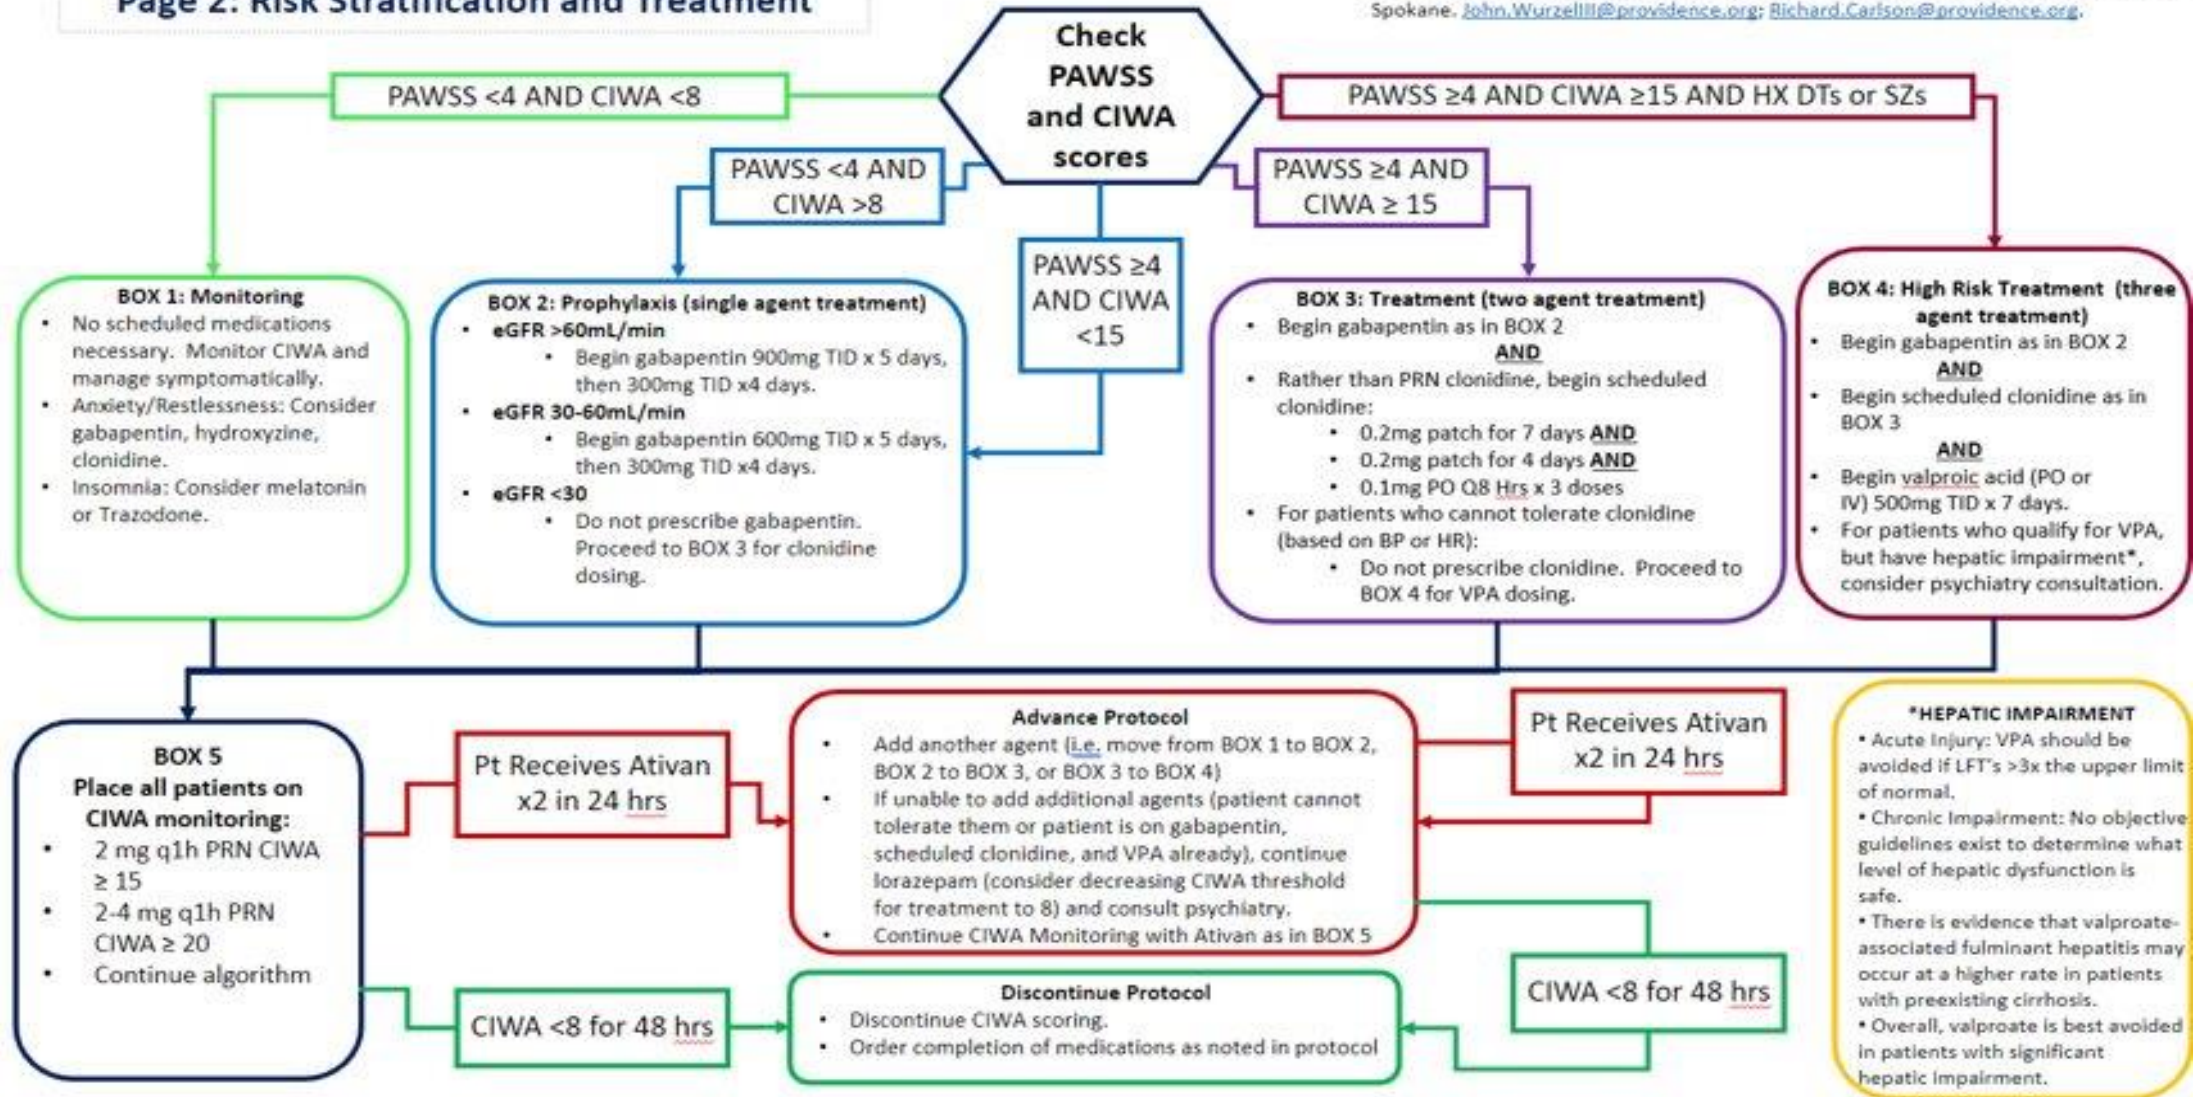 Page 2: Risk Stratification and Treatment
Spokane. John.WurzellIII@providence.org; Richard.Carlson@providence.org.
Check
PAWSS
and CIWA
scores
PAWSS <4 AND CIWA <8
PAWSS ≥4 AND CIWA ≥15 AND HX DTs or SZs
PAWSS <4 AND
CIWA >8
PAWSS ≥4 AND
CIWA ≥ 15
PAWSS ≥4
AND CIWA
<15
BOX 1: Monitoring
• No scheduled medications
necessary. Monitor CIWA and
manage symptomatically.
• Anxiety/Restlessness: Consider
gabapentin, hydroxyzine,
clonidine.
• Insomnia: Consider melatonin
or Trazodone.
BOX 2: Prophylaxis (single agent treatment)
• eGFR >60mL/min
• Begin gabapentin 900mg TID x 5 days,
then 300mg TID x4 days.
• eGFR 30-60mL/min
• Begin gabapentin 600mg TID x 5 days,
then 300mg TID x4 days.
• eGFR <30
• Do not prescribe gabapentin.
Proceed to BOX 3 for clonidine
dosing.
BOX 3: Treatment (two agent treatment)
• Begin gabapentin as in BOX 2
AND
• Rather than PRN clonidine, begin scheduled
clonidine:
• 0.2mg patch for 7 days AND
• 0.2mg patch for 4 days AND
• 0.1mg PO Q8 Hrs x 3 doses
• For patients who cannot tolerate clonidine
(based on BP or HR):
• Do not prescribe clonidine. Proceed to
BOX 4 for VPA dosing.
BOX 4: High Risk Treatment (three
agent treatment)
• Begin gabapentin as in BOX 2
AND
• Begin scheduled clonidine as in
BOX 3
AND
• Begin valproic acid (PO or
IV) 500mg TID x 7 days.
• For patients who qualify for VPA,
but have hepatic impairment*,
consider psychiatry consultation.
BOX 5
Place all patients on
CIWA monitoring:
• 2 mg q1h PRN CIWA
≥ 15
• 2-4 mg q1h PRN
CIWA ≥ 20
• Continue algorithm
Pt Receives Ativan
x2 in 24 hrs
CIWA <8 for 48 hrs
Advance Protocol
• Add another agent (i.e. move from BOX 1 to BOX 2,
BOX 2 to BOX 3, or BOX 3 to BOX 4)
• If unable to add additional agents (patient cannot
tolerate them or patient is on gabapentin,
scheduled clonidine, and VPA already), continue
lorazepam (consider decreasing CIWA threshold
for treatment to 8) and consult psychiatry.
• Continue CIWA Monitoring with Ativan as in BOX 5
Discontinue Protocol
• Discontinue CIWA scoring.
• Order completion of medications as noted in protocol
Pt Receives Ativan
x2 in 24 hrs
CIWA <8 for 48 hrs
*HEPATIC IMPAIRMENT
• Acute Injury: VPA should be
avoided if LFT's >3x the upper limit
of normal.
• Chronic Impairment: No objective
guidelines exist to determine what
level of hepatic dysfunction is
safe.
• There is evidence that valproate-
associated fulminant hepatitis may
occur at a higher rate in patients
with preexisting cirrhosis.
• Overall, valproate is best avoided
in patients with significant
hepatic impairment.